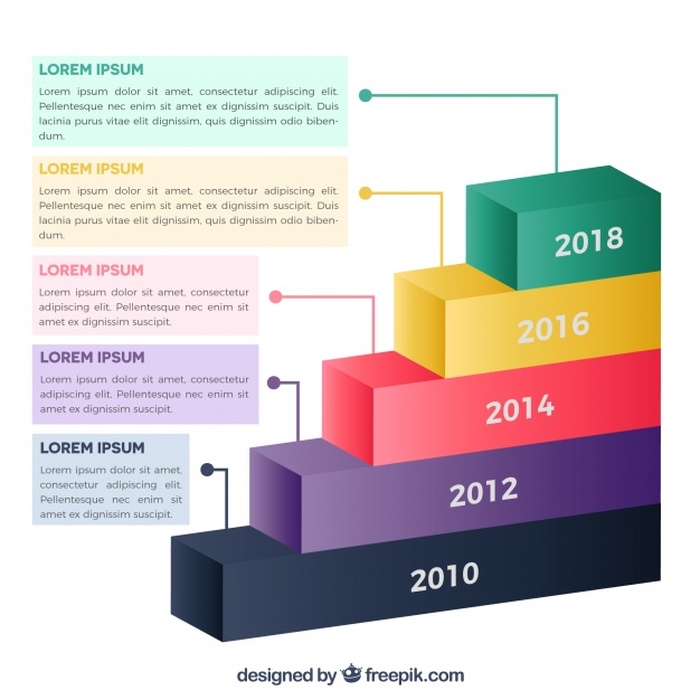 LOREM IPSUM
Lorem ipsum dolor sit amet, consectetur adipiscing elit.
Pellentesque nec enim sit amet ex dignissim suscipit. Duis
lacinia purus vitae elit dignissim, quis dignissim odio biben-
dum.
LOREM IPSUM
Lorem ipsum dolor sit amet, consectetur adipiscing elit.
Pellentesque nec enim sit amet ex dignissim suscipit. Duis
lacinia purus vitae elit dignissim, quis dignissim odio biben-
dum.
LOREM IPSUM
Lorem ipsum dolor sit amet, consectetur
adipiscing elit. Pellentesque nec enim sit
amet ex dignissim suscipit.
LOREM IPSUM
Lorem ipsum dolor sit amet, consectetur
adipiscing elit. Pellentesque nec enim sit
amet ex dignissim suscipit.
LOREM IPSUM
Lorem ipsum dolor sit amet,
consectetur adipiscing elit.
Pellentesque nec enim sit
amet ex dignissim suscipit.
2018
2016
2014
2012
2010
designed by freepik.com